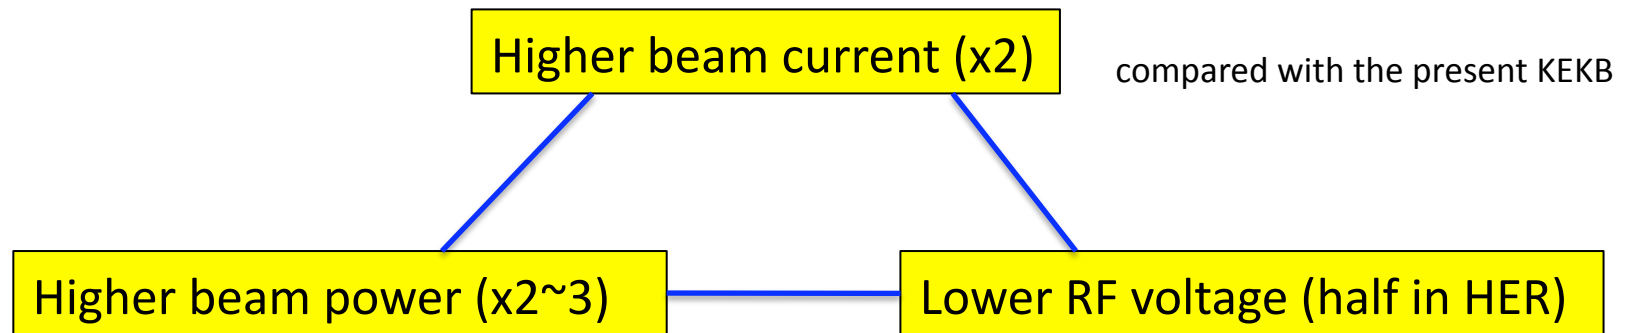 Higher beam current (x2)
compared with the present KEKB
Higher beam power (x2~3)
Lower RF voltage (half in HER)